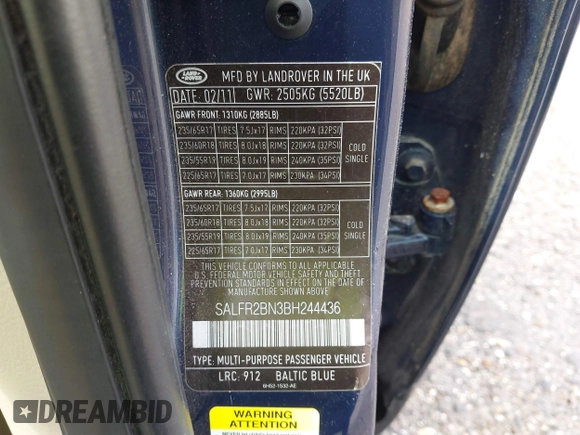 LAND ROVER
MFD BY LANDROVER IN THE UK
DATE: 02/11 GWR: 2505KG (5520LB)
GAWR FRONT: 1310KG (2885LB)
235/65R17 TIRES 7.5Jx17 RIMS 220KPA (32PSI)
235/60R18 TIRES 8.0Jx18 RIMS 220KPA (32PSI)
235/55R19 TIRES 8.0Jx19 RIMS 240KPA (35PSI)
225/65R17 TIRES 7.0Jx17 RIMS 230KPA (34PSI)
COLD
SINGLE
GAWR REAR: 1360KG (2995LB)
235/65R17 TIRES 7.5Jx17 RIMS 220KPA (32PSI)
235/60R18 TIRES 8.0Jx18 RIMS 220KPA (32PSI)
235/55R19 TIRES 8.0Jx19 RIMS 240KPA (35PSI)
225/65R17 TIRES 7.0Jx17 RIMS 230KPA (34PSI)
COLD
SINGLE
THIS VEHICLE CONFORMS TO ALL APPLICABLE
U.S. FEDERAL MOTOR VEHICLE SAFETY AND THEFT
PREVENTION STANDARDS IN EFFECT ON THE DATE OF
MANUFACTURE SHOWN ABOVE.
SALFR2BN3BH244436
TYPE: MULTI-PURPOSE PASSENGER VEHICLE
LRC: 912 BALTIC BLUE
BH52-1532-AE
WARNING
ATTENTION
DREAMBID